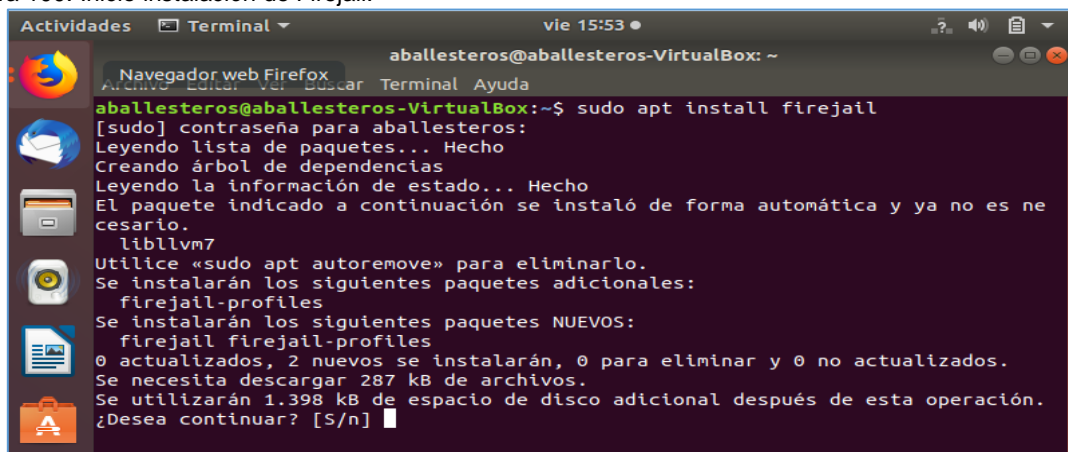 Inicio instalación de Firejail.
Actividades Terminal vie 15:53
aballesteros@aballesteros-VirtualBox: ~
Navegador web Firefox
Archivo Editar Ver Buscar Terminal Ayuda
aballesteros@aballesteros-VirtualBox:~$ sudo apt install firejail
[sudo] contraseña para aballesteros:
Leyendo lista de paquetes... Hecho
Creando árbol de dependencias
Leyendo la información de estado... Hecho
El paquete indicado a continuación se instaló de forma automática y ya no es ne
cesario.
libllvm7
Utilice «sudo apt autoremove» para eliminarlo.
Se instalarán los siguientes paquetes adicionales:
firejail-profiles
Se instalarán los siguientes paquetes NUEVOS:
firejail firejail-profiles
0 actualizados, 2 nuevos se instalarán, 0 para eliminar y 0 no actualizados.
Se necesita descargar 287 kB de archivos.
Se utilizarán 1.398 kB de espacio de disco adicional después de esta operación.
¿Desea continuar? [S/n]